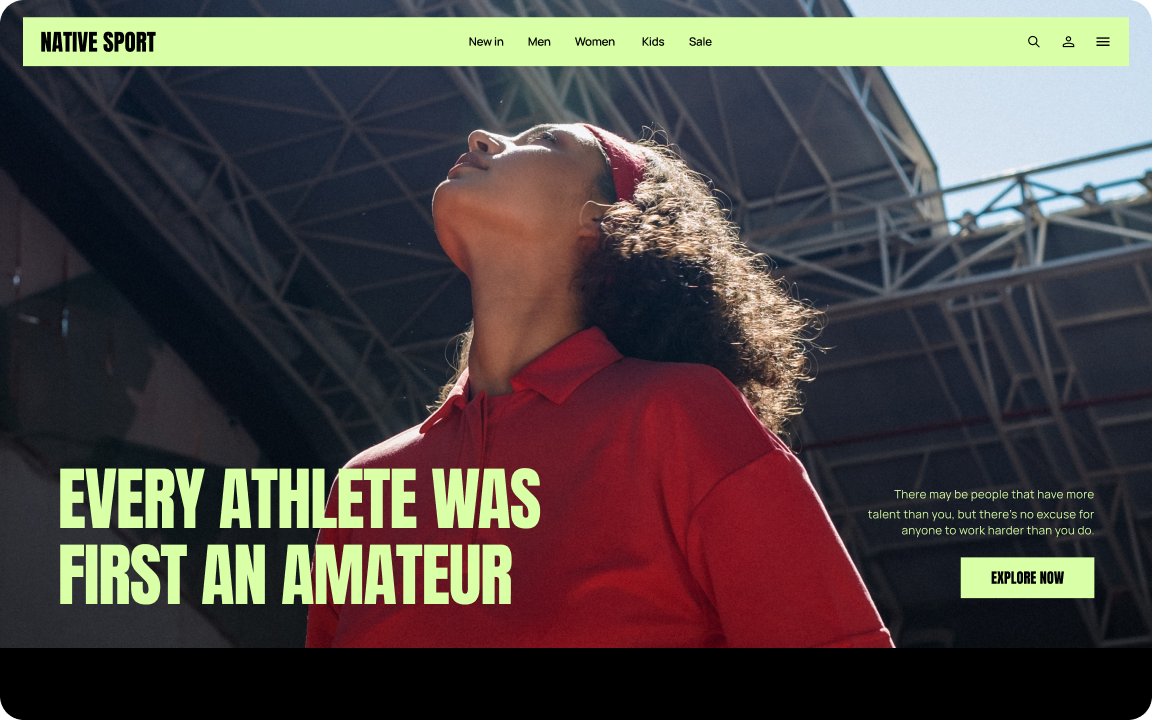 NATIVE SPORT
New in
Men
Women
Kids
Sale
EVERY ATHLETE WAS
FIRST AN AMATEUR
There may be people that have more
talent than you, but there's no excuse for
anyone to work harder than you do.
EXPLORE NOW